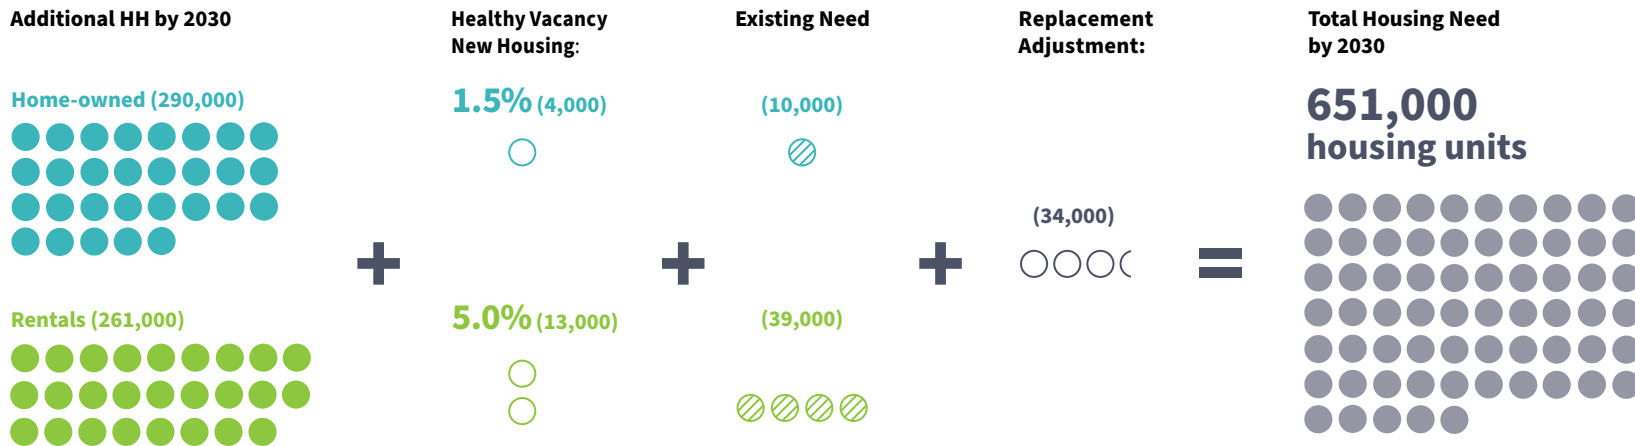 Additional HH by 2030
Home-owned (290,000)
Rentals (261,000)
+
Healthy Vacancy
New Housing:
1.5% (4,000)
5.0% (13,000)
+
Existing Need
(10,000)
(39,000)
+
Replacement
Adjustment:
(34,000)
=
Total Housing Need
by 2030
651,000
housing units